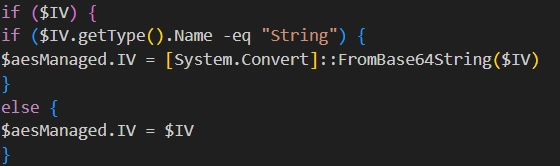 if ($IV) {
if ($IV.getType().Name -eq "String") {
$aesManaged.IV = [System.Convert]::FromBase64String($IV)
}
else {
$aesManaged.IV = $IV
}